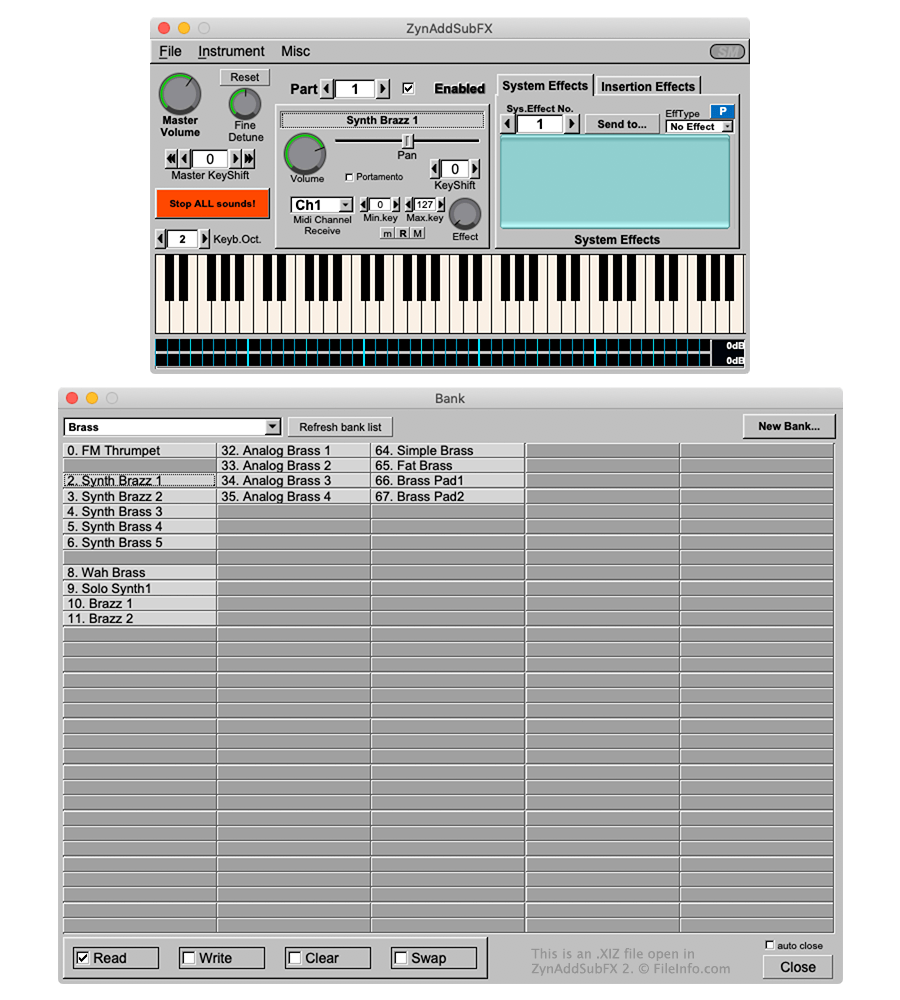 ZynAddSubFX
File Instrument Misc
SM
Reset
Part 1 Enabled
System Effects Insertion Effects
Master Volume
Fine Detune
Synth Brazz 1
Sys.Effect No.
1
Send to...
EffType
P
No Effect
Pan
Volume
Portamento
0
KeyShift
0
Master KeyShift
Stop ALL sounds!
Ch1
Midi Channel Receive
0
Min.key
127
Max.key
m R M
Effect
2 Keyb.Oct.
System Effects
0dB
0dB
Bank
Brass
Refresh bank list
New Bank...
0. FM Thrumpet
2. Synth Brazz 1
3. Synth Brazz 2
4. Synth Brass 3
5. Synth Brass 4
6. Synth Brass 5
8. Wah Brass
9. Solo Synth1
10. Brazz 1
11. Brazz 2
32. Analog Brass 1
33. Analog Brass 2
34. Analog Brass 3
35. Analog Brass 4
64. Simple Brass
65. Fat Brass
66. Brass Pad1
67. Brass Pad2
Read
Write
Clear
Swap
This is an .XIZ file open in
ZynAddSubFX 2. © FileInfo.com
auto close
Close